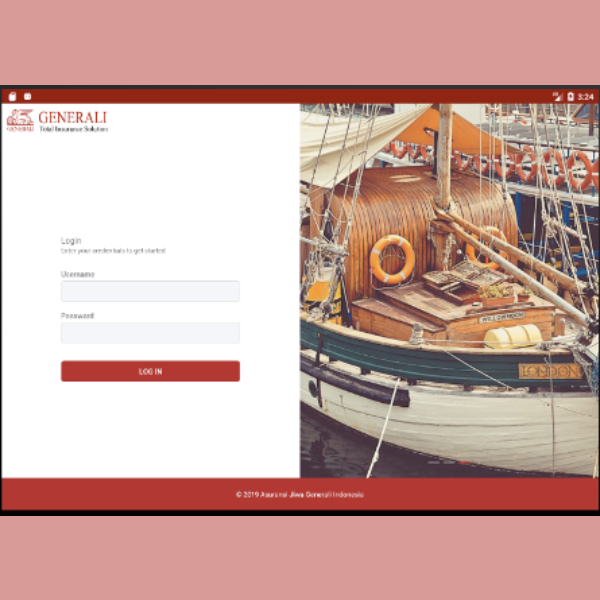 3:24
GENERALI
GENERALI
Total Insurance Solution
Login
Enter your credentials to get started
Username
Password
LOG IN
LONDON
© 2019 Asuransi Jiwa Generali Indonesia